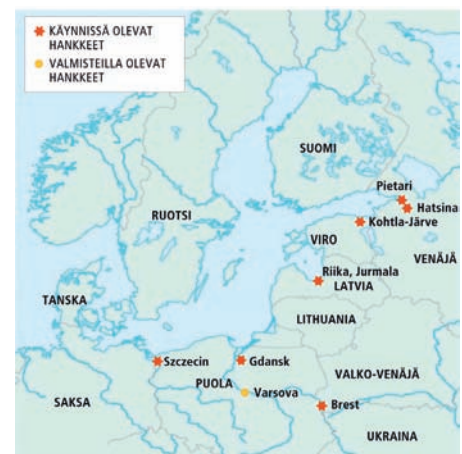 KÄYNNISSÄ OLEVAT
HANKKEET
VALMISTEILLA OLEVAT
HANKKEET
SUOMI
Pietari
Hatsina
RUOTSI
Kohtla-Järve
VIRO
VENÄJÄ
Riika, Jurmala
LATVIA
TANSKA
LITHUANIA
Szczecin
Gdansk
VALKO-VENÄJÄ
PUOLA
Varsova
SAKSA
Brest
UKRAINA